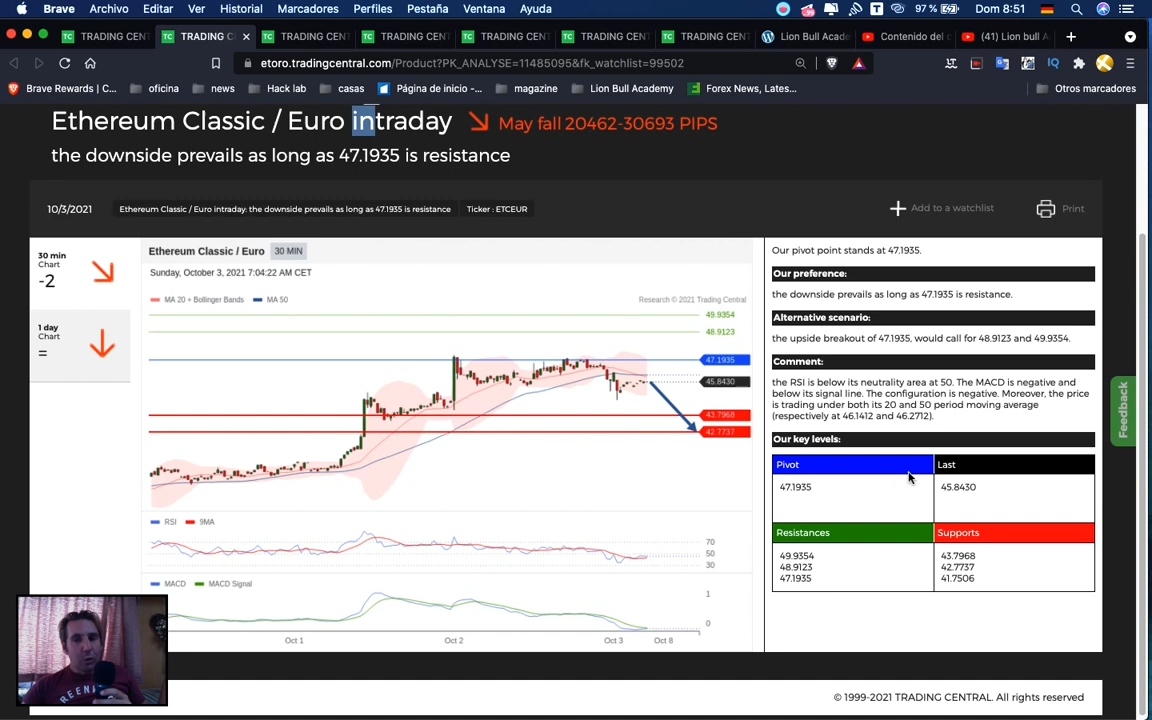 Brave Archivo Editar Ver Historial Marcadores Perfiles Pestaña Ventana Ayuda 97 % Dom 8:51
TRADING CENT TRADING C TRADING CENT TRADING CENT TRADING CENT TRADING CENT TRADING CENT Lion Bull Acade Contenido del c (41) Lion bull A
etoro.tradingcentral.com/Product?PK_ANALYSE=11485095&fk_watchlist=99502
Brave Rewards | C... oficina news Hack lab casas Página de inicio -... magazine Lion Bull Academy Forex News, Lates... Otros marcadores
Ethereum Classic / Euro intraday May fall 20462-30693 PIPS
the downside prevails as long as 47.1935 is resistance
10/3/2021 Ethereum Classic / Euro intraday: the downside prevails as long as 47.1935 is resistance Ticker : ETCEUR Add to a watchlist Print
30 min
Chart
-2
1 day
Chart
=
Ethereum Classic / Euro 30 MIN
Sunday, October 3, 2021 7:04:22 AM CET
MA 20 + Bollinger Bands MA 50 Research © 2021 Trading Central
49.9354
48.9123
47.1935
45.8430
43.7968
42.7737
RSI 9MA
70
50
30
MACD MACD Signal
1
0
Oct 1 Oct 2 Oct 3 Oct 8
Our pivot point stands at 47.1935.
Our preference:
the downside prevails as long as 47.1935 is resistance.
Alternative scenario:
the upside breakout of 47.1935, would call for 48.9123 and 49.9354.
Comment:
the RSI is below its neutrality area at 50. The MACD is negative and
below its signal line. The configuration is negative. Moreover, the price
is trading under both its 20 and 50 period moving average
(respectively at 46.1412 and 46.2712).
Our key levels:
Pivot Last
47.1935 45.8430
Resistances Supports
49.9354 43.7968
48.9123 42.7737
47.1935 41.7506
Feedback
© 1999-2021 TRADING CENTRAL. All rights reserved